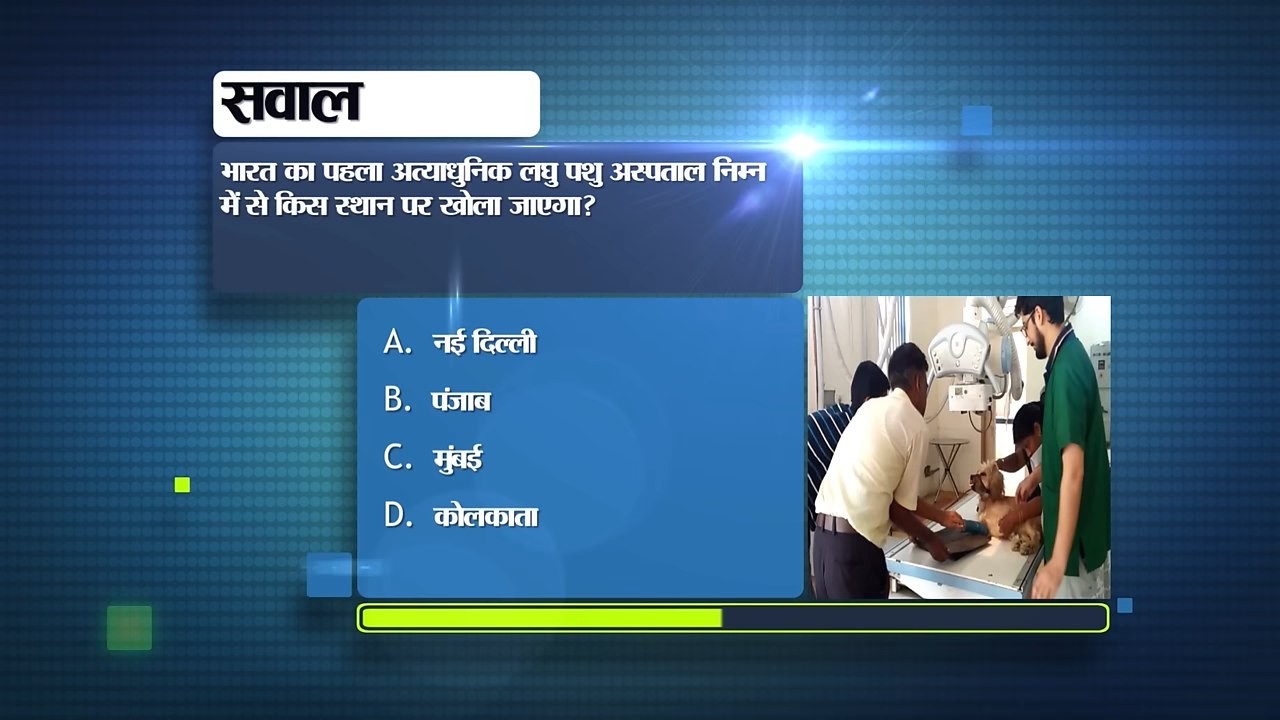 सवाल
भारत का पहला अत्याधुनिक लघु पशु अस्पताल निम्न
में से किस स्थान पर खोला जाएगा?
A. नई दिल्ली
B. पंजाब
C. मुंबई
D. कोलकाता